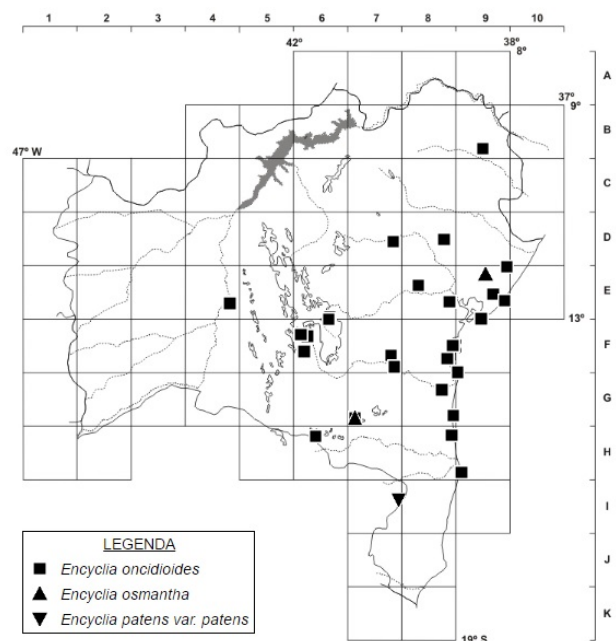 1 2 3 4 5 6 7 8 9 10
42°
38°
8°
A
37°
9°
B
47° W
C
D
E
13°
F
G
H
I
J
K
19° S
LEGENDA
Encyclia oncidioides
Encyclia osmantha
Encyclia patens var. patens